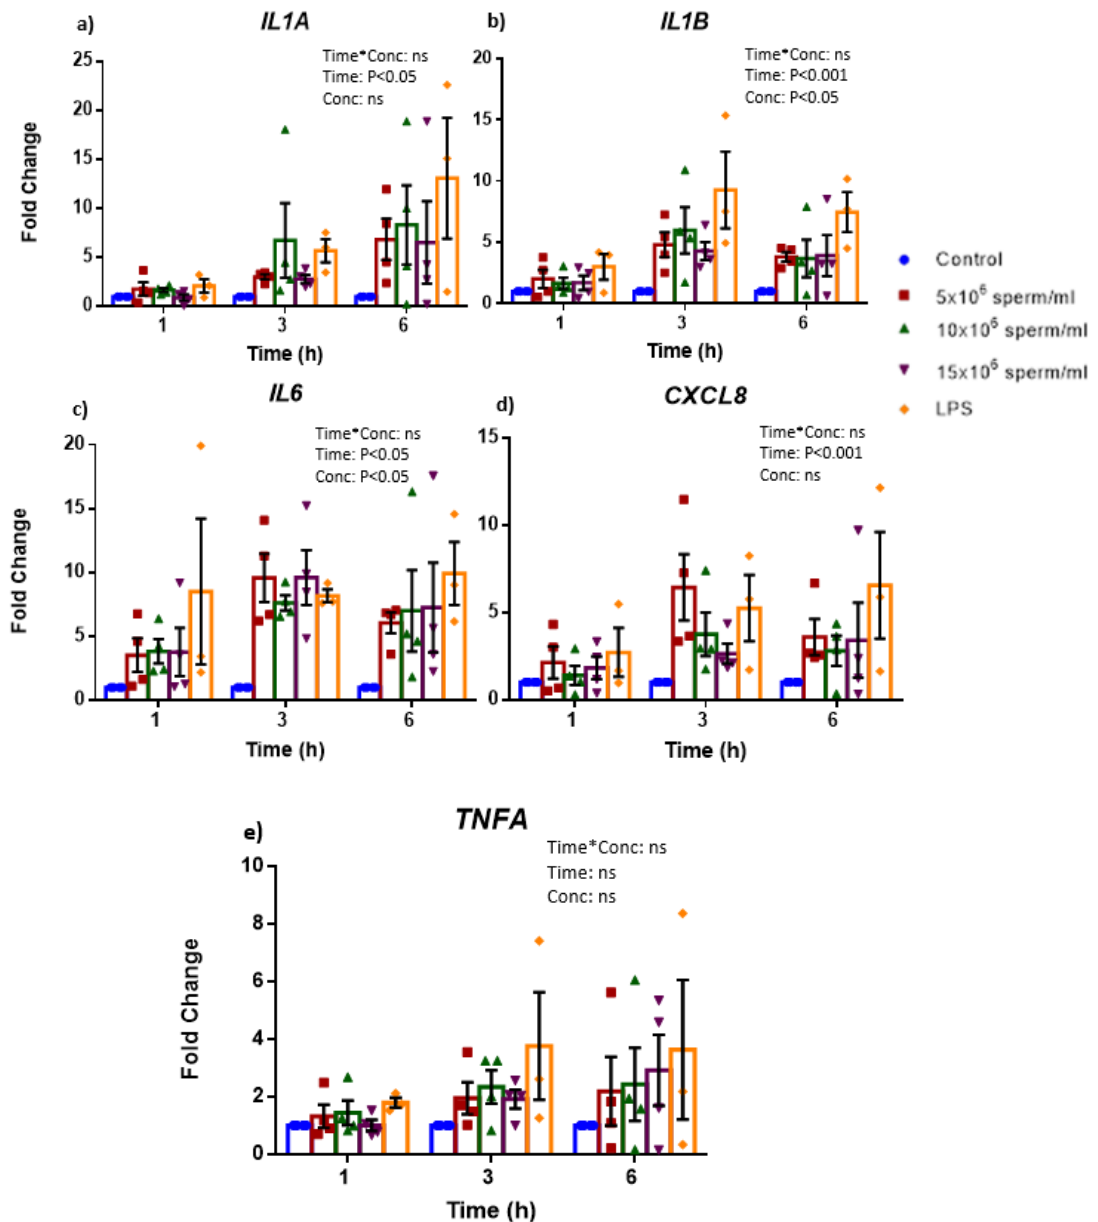 a)
IL1A
Time*Conc: ns
Time: P<0.05
Conc: ns
25
20
15
10
5
0
Fold Change
1 3 6
Time (h)
b)
IL1B
Time*Conc: ns
Time: P<0.001
Conc: P<0.05
20
15
10
5
0
1 3 6
Time (h)
Control
5x10⁶ sperm/ml
10x10⁶ sperm/ml
15x10⁶ sperm/ml
LPS
c)
IL6
Time*Conc: ns
Time: P<0.05
Conc: P<0.05
20
15
10
5
0
Fold Change
1 3 6
Time (h)
d)
CXCL8
Time*Conc: ns
Time: P<0.001
Conc: ns
15
10
5
0
1 3 6
Time (h)
e)
TNFA
Time*Conc: ns
Time: ns
Conc: ns
10
8
6
4
2
0
Fold Change
1 3 6
Time (h)